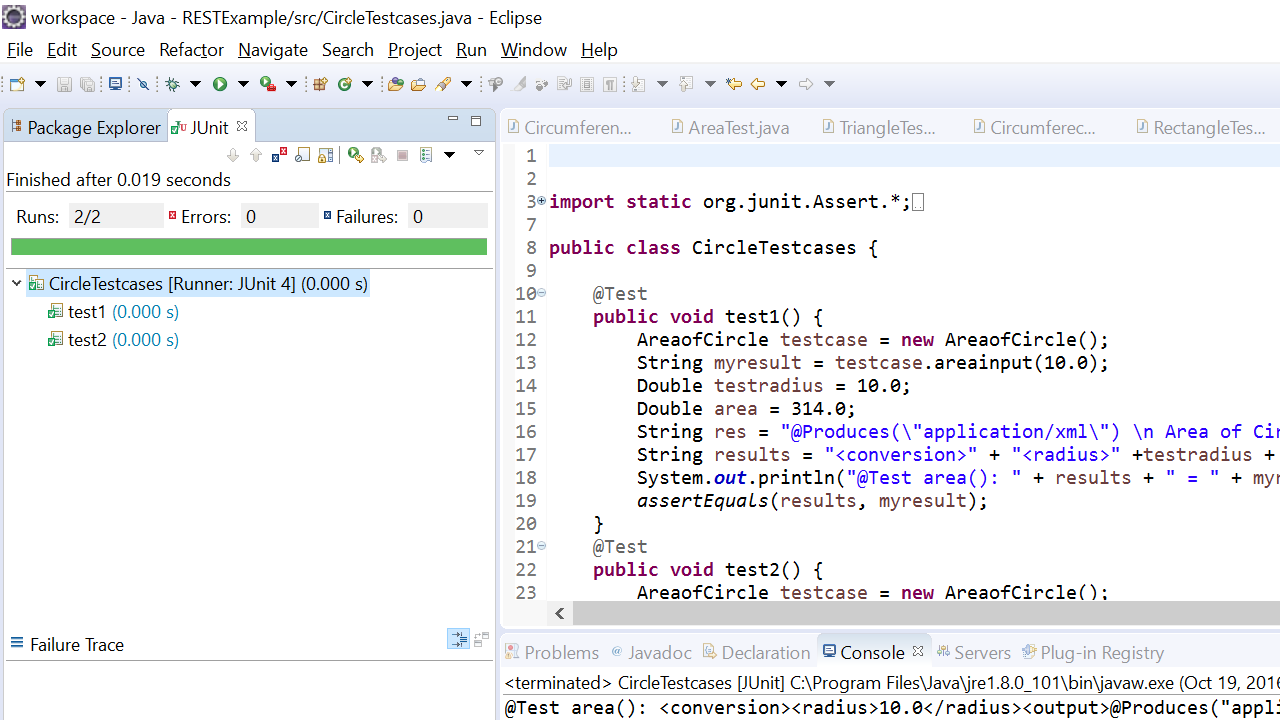 workspace - Java - RESTExample/src/CircleTestcases.java - Eclipse
File Edit Source Refactor Navigate Search Project Run Window Help
Package Explorer JUnit
Circumferen... AreaTest.java TriangleTes... Circumferec... RectangleTes...
Finished after 0.019 seconds
Runs: 2/2 Errors: 0 Failures: 0
CircleTestcases [Runner: JUnit 4] (0.000 s)
test1 (0.000 s)
test2 (0.000 s)
Failure Trace
1
2
3 import static org.junit.Assert.*;
7
8 public class CircleTestcases {
9
10 @Test
11 public void test1() {
12 AreaofCircle testcase = new AreaofCircle();
13 String myresult = testcase.areainput(10.0);
14 Double testradius = 10.0;
15 Double area = 314.0;
16 String res = "@Produces(\"application/xml\") \n Area of Cir
17 String results = "<conversion>" + "<radius>" +testradius +
18 System.out.println("@Test area(): " + results + " = " + myr
19 assertEquals(results, myresult);
20 }
21 @Test
22 public void test2() {
23 AreaofCircle testcase = new AreaofCircle();
Problems @ Javadoc Declaration Console Servers Plug-in Registry
<terminated> CircleTestcases [JUnit] C:\Program Files\Java\jre1.8.0_101\bin\javaw.exe (Oct 19, 2016
@Test area(): <conversion><radius>10.0</radius><output>@Produces("appli